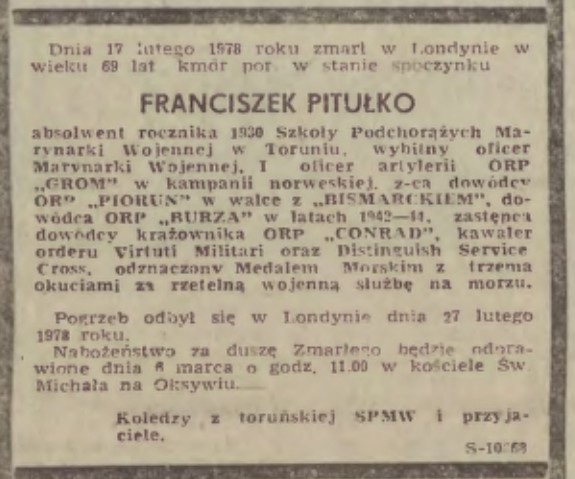 Dnia 17 lutego 1978 roku zmarł w Londynie w
wieku 69 lat kmdr por. w stanie spoczynku
FRANCISZEK PITUŁKO
absolwent rocznika 1930 Szkoły Podchorążych Ma-
rynarki Wojennej w Toruniu, wybitny oficer
Marynarki Wojennej, I oficer artylerii ORP
„GROM” w kampanii norweskiej, z-ca dowódcy
ORP „PIORUN” w walce z „BISMARCKIEM”, do-
wódca ORP „BURZA” w latach 1942—44, zastępca
dowódcy krążownika ORP „CONRAD”, kawaler
orderu Virtuti Militari oraz Distinguish Service
Cross, odznaczony Medalem Morskim z trzema
okuciami za rzetelną wojenną służbę na morzu.
Pogrzeb odbył się w Londynie dnia 27 lutego
1978 roku.
Nabożeństwo za duszę Zmarłego będzie odpra-
wione dnia 6 marca o godz. 11.00 w kościele Św.
Michała na Oksywiu.
Koledzy z toruńskiej SPMW i przyja-
ciele.